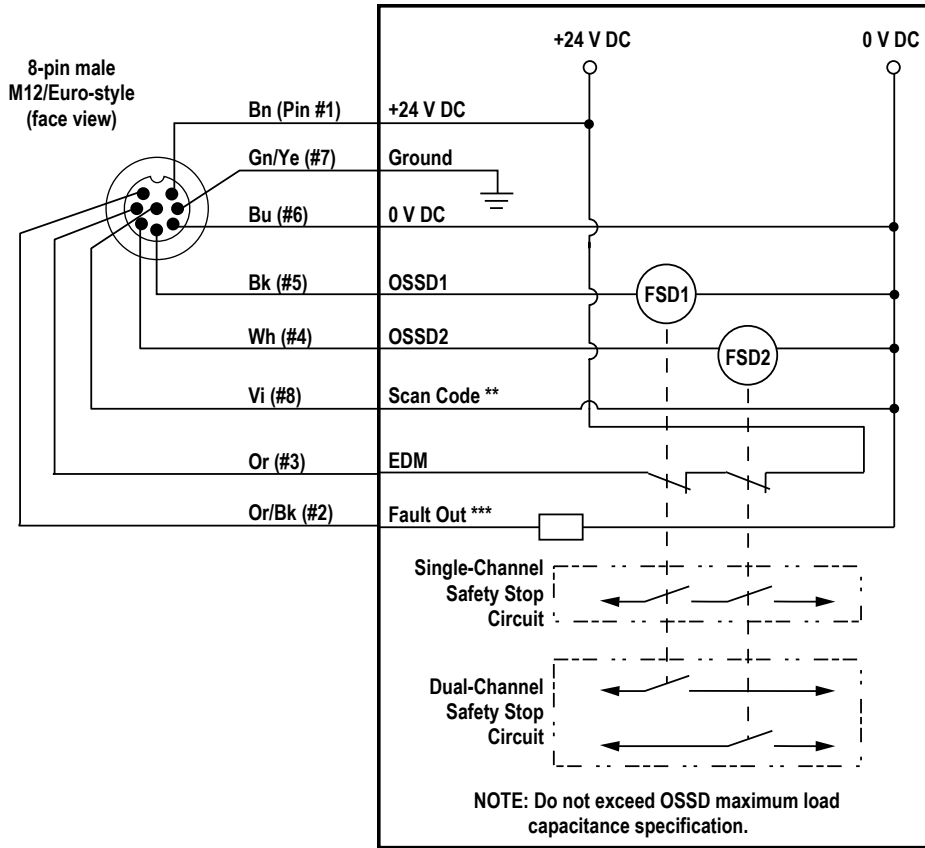 +24 V DC
0 V DC
8-pin male
M12/Euro-style
(face view)
Bn (Pin #1)
+24 V DC
Gn/Ye (#7)
Ground
Bu (#6)
0 V DC
Bk (#5)
OSSD1
FSD1
Wh (#4)
OSSD2
FSD2
Vi (#8)
Scan Code **
Or (#3)
EDM
Or/Bk (#2)
Fault Out ***
Single-Channel
Safety Stop
Circuit
Dual-Channel
Safety Stop
Circuit
NOTE: Do not exceed OSSD maximum load
capacitance specification.